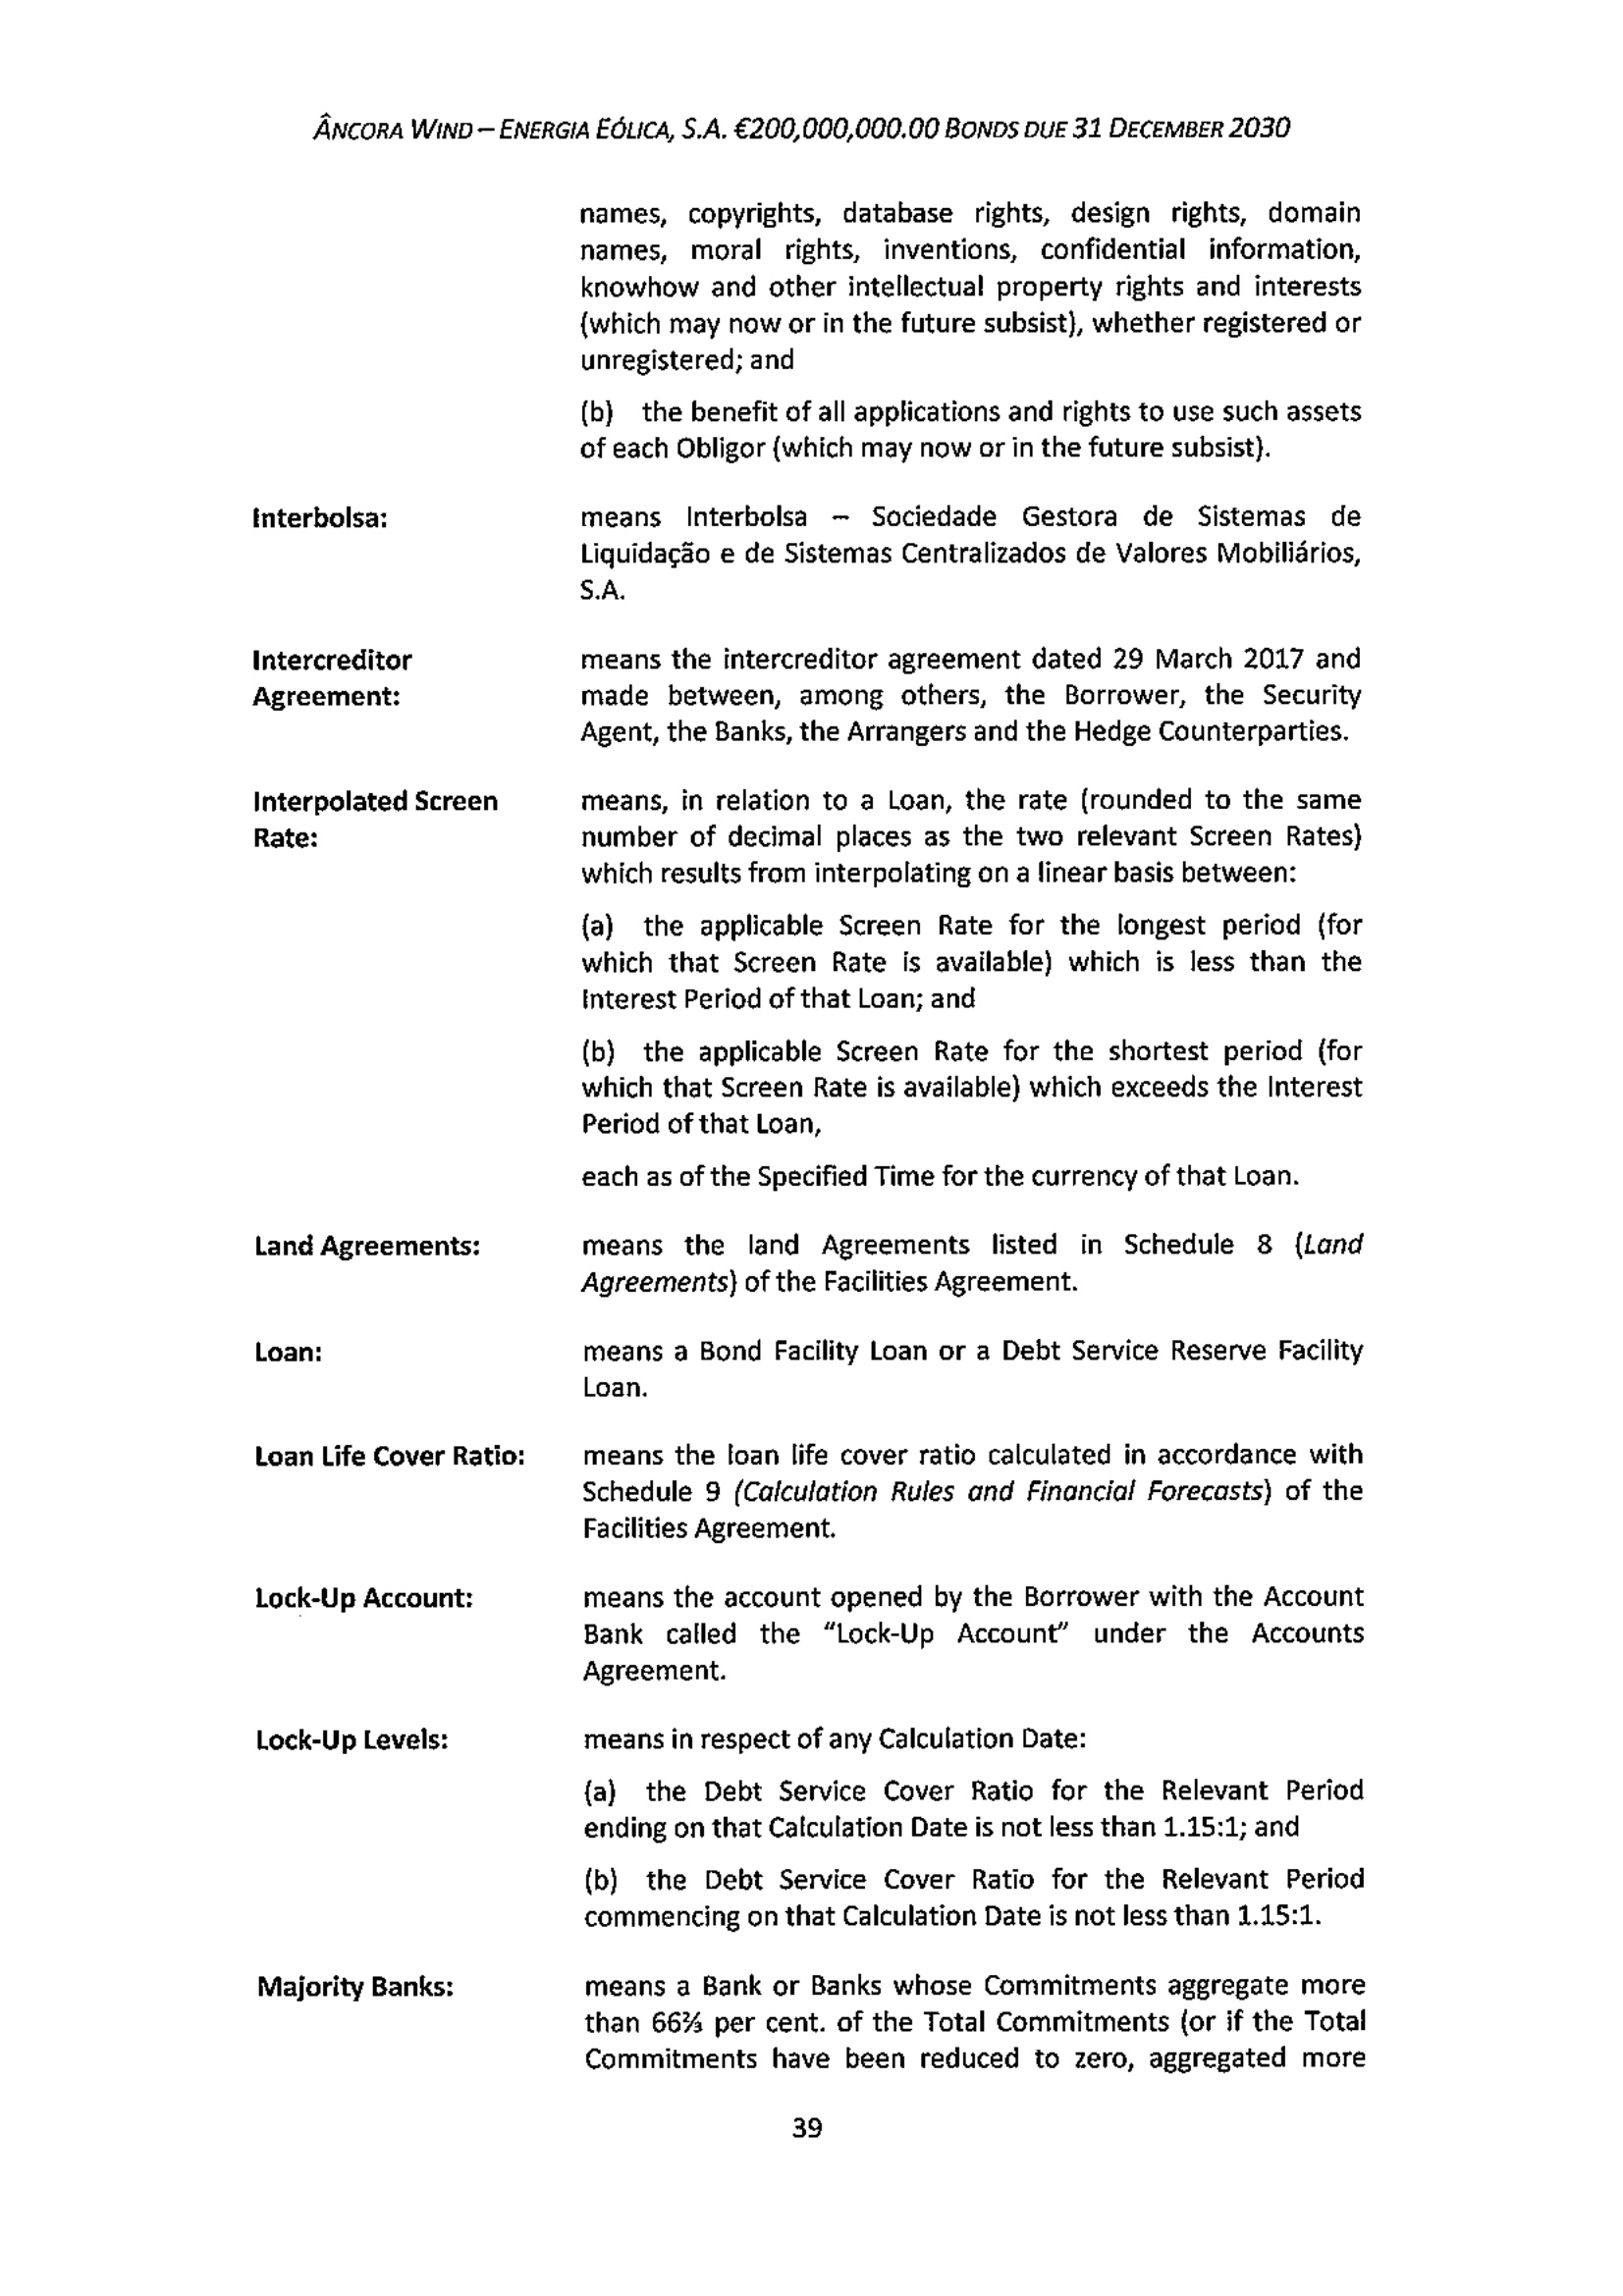 ÂNCORA WIND – ENERGIA EÓLICA, S.A. €200,000,000.00 BONDS DUE 31 DECEMBER 2030
names, copyrights, database rights, design rights, domain
names, moral rights, inventions, confidential information,
knowhow and other intellectual property rights and interests
(which may now or in the future subsist), whether registered or
unregistered; and
(b) the benefit of all applications and rights to use such assets
of each Obligor (which may now or in the future subsist).
Interbolsa:
means Interbolsa – Sociedade Gestora de Sistemas de
Liquidação e de Sistemas Centralizados de Valores Mobiliários,
S.A.
Intercreditor
Agreement:
means the intercreditor agreement dated 29 March 2017 and
made between, among others, the Borrower, the Security
Agent, the Banks, the Arrangers and the Hedge Counterparties.
Interpolated Screen
Rate:
means, in relation to a Loan, the rate (rounded to the same
number of decimal places as the two relevant Screen Rates)
which results from interpolating on a linear basis between:
(a) the applicable Screen Rate for the longest period (for
which that Screen Rate is available) which is less than the
Interest Period of that Loan; and
(b) the applicable Screen Rate for the shortest period (for
which that Screen Rate is available) which exceeds the Interest
Period of that Loan,
each as of the Specified Time for the currency of that Loan.
Land Agreements:
means the land Agreements listed in Schedule 8 (Land
Agreements) of the Facilities Agreement.
Loan:
means a Bond Facility Loan or a Debt Service Reserve Facility
Loan.
Loan Life Cover Ratio:
means the loan life cover ratio calculated in accordance with
Schedule 9 (Calculation Rules and Financial Forecasts) of the
Facilities Agreement.
Lock-Up Account:
means the account opened by the Borrower with the Account
Bank called the “Lock-Up Account” under the Accounts
Agreement.
Lock-Up Levels:
means in respect of any Calculation Date:
(a) the Debt Service Cover Ratio for the Relevant Period
ending on that Calculation Date is not less than 1.15:1; and
(b) the Debt Service Cover Ratio for the Relevant Period
commencing on that Calculation Date is not less than 1.15:1.
Majority Banks:
means a Bank or Banks whose Commitments aggregate more
than 66⅔ per cent. of the Total Commitments (or if the Total
Commitments have been reduced to zero, aggregated more
39